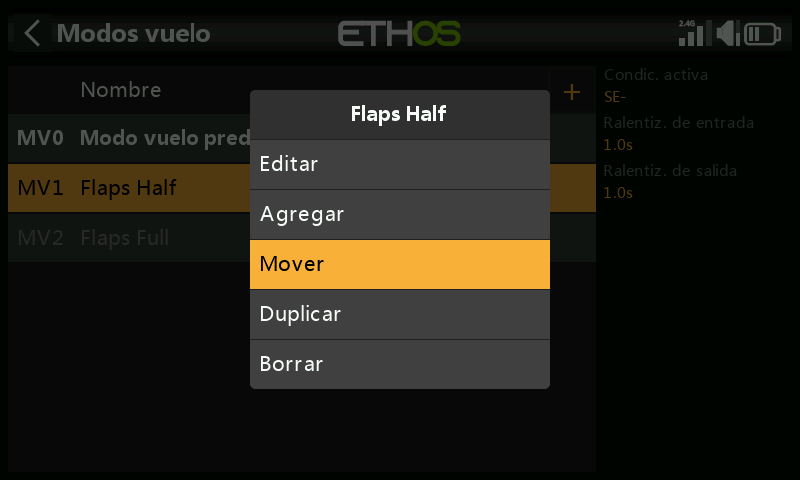 Modos vuelo
ETHOS
2.4G
Nombre
+
Condic. activa
SE-
Ralentiz. de entrada
1.0s
Ralentiz. de salida
1.0s
MV0 Modo vuelo pred
MV1 Flaps Half
MV2 Flaps Full
Flaps Half
Editar
Agregar
Mover
Duplicar
Borrar